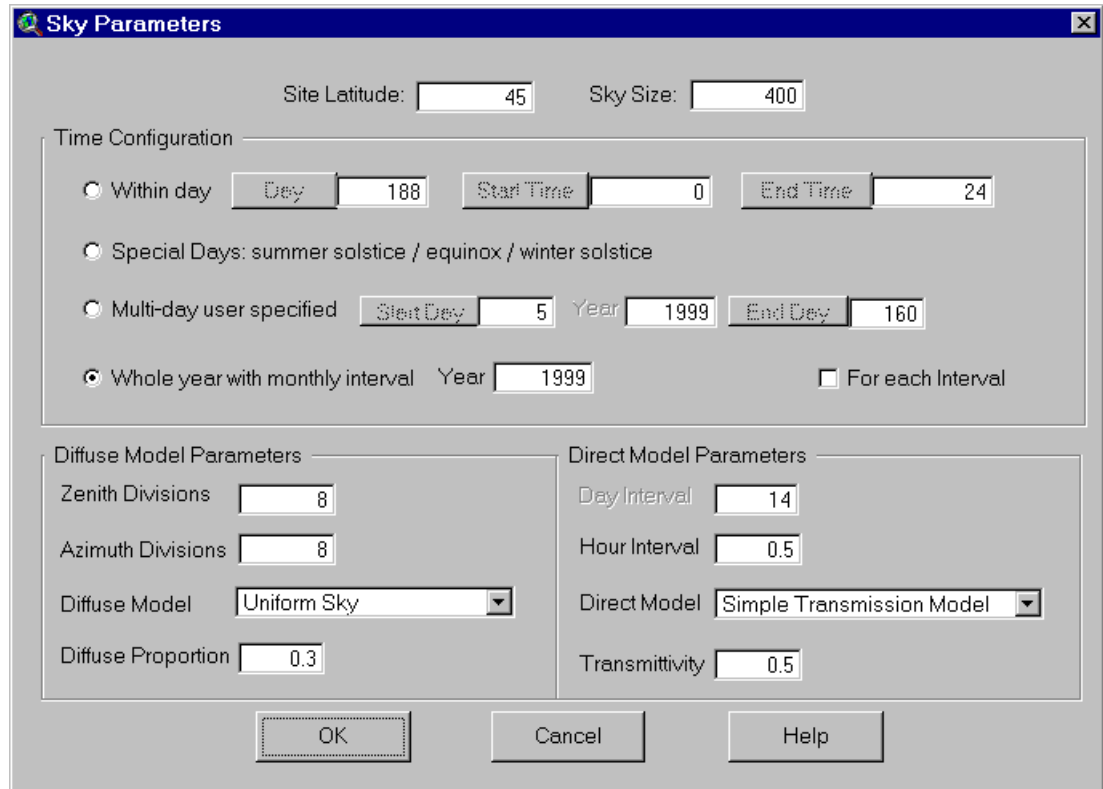 Sky Parameters
Site Latitude: 45 Sky Size: 400
Time Configuration
Within day Day 188 Start Time 0 End Time 24
Special Days: summer solstice / equinox / winter solstice
Multi-day user specified Start Day 5 Year 1999 End Day 160
Whole year with monthly interval Year 1999 For each Interval
Diffuse Model Parameters
Zenith Divisions 8
Azimuth Divisions 8
Diffuse Model Uniform Sky
Diffuse Proportion 0.3
Direct Model Parameters
Day Interval 14
Hour Interval 0.5
Direct Model Simple Transmission Model
Transmittivity 0.5
OK Cancel Help